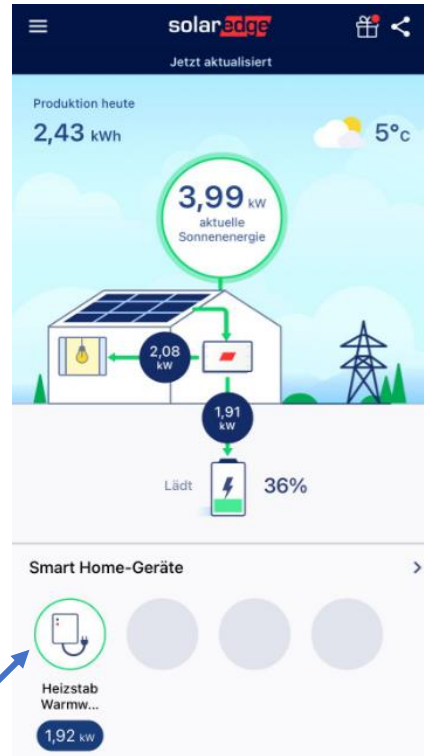 solaredge
Jetzt aktualisiert
Produktion heute
2,43 kWh
5°c
3,99 kW
aktuelle
Sonnenenergie
2,08
kW
1,91
kW
Lädt
36%
Smart Home-Geräte
Heizstab
Warmw...
1,92 kW